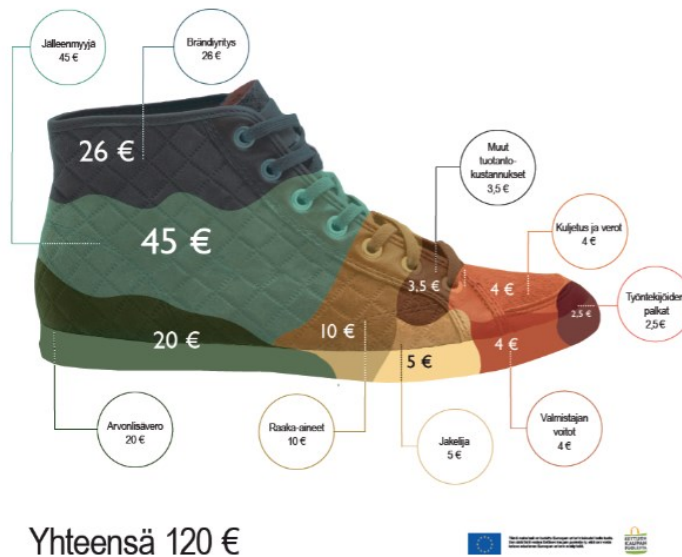 Jälleenmyyjä
45 €
Brändiyritys
26 €
26 €
Muut
tuotanto-
kustannukset
3,5 €
Kuljetus ja verot
4 €
45 €
3,5 €
4 €
Työntekijöiden
palkat
2,5€
2,5 €
20 €
10 €
5 €
4 €
Arvonlisävero
20 €
Raaka-aineet
10 €
Jakelija
5 €
Valmistajan
voitot
4 €
Yhteensä 120 €